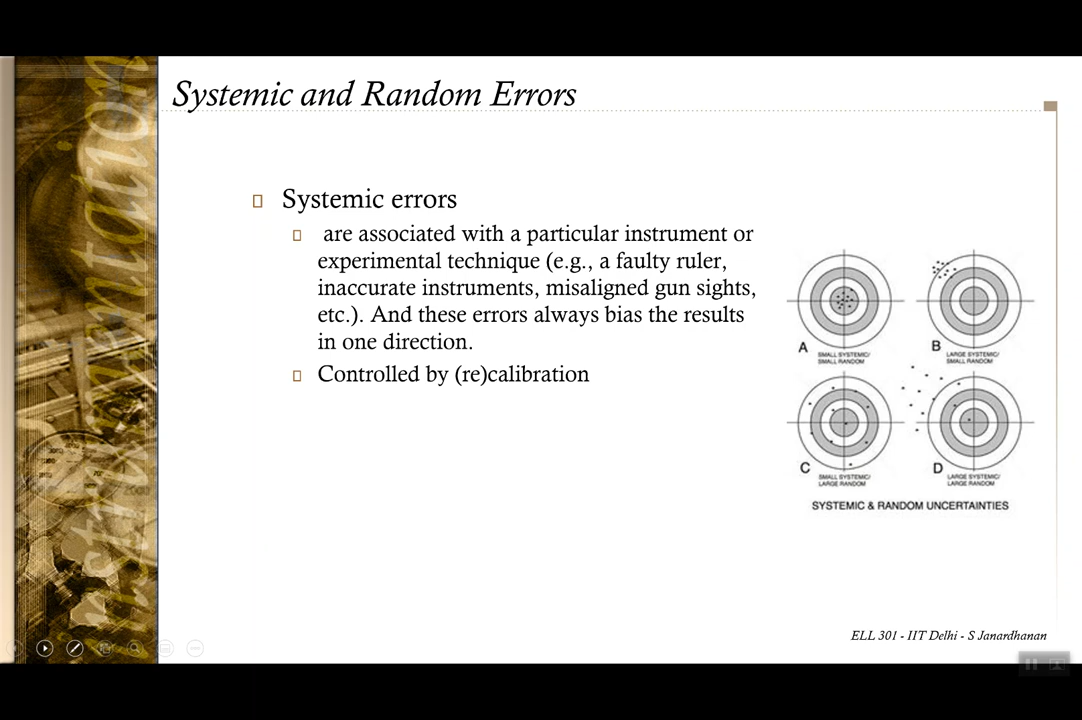 Systemic and Random Errors
Systemic errors
are associated with a particular instrument or
experimental technique (e.g., a faulty ruler,
inaccurate instruments, misaligned gun sights,
etc.). And these errors always bias the results
in one direction.
Controlled by (re)calibration
A
SMALL SYSTEMIC/
SMALL RANDOM
B
LARGE SYSTEMIC/
SMALL RANDOM
C
SMALL SYSTEMIC/
LARGE RANDOM
D
LARGE SYSTEMIC/
LARGE RANDOM
SYSTEMIC & RANDOM UNCERTAINTIES
ELL 301 - IIT Delhi - S Janardhanan
instrumentation